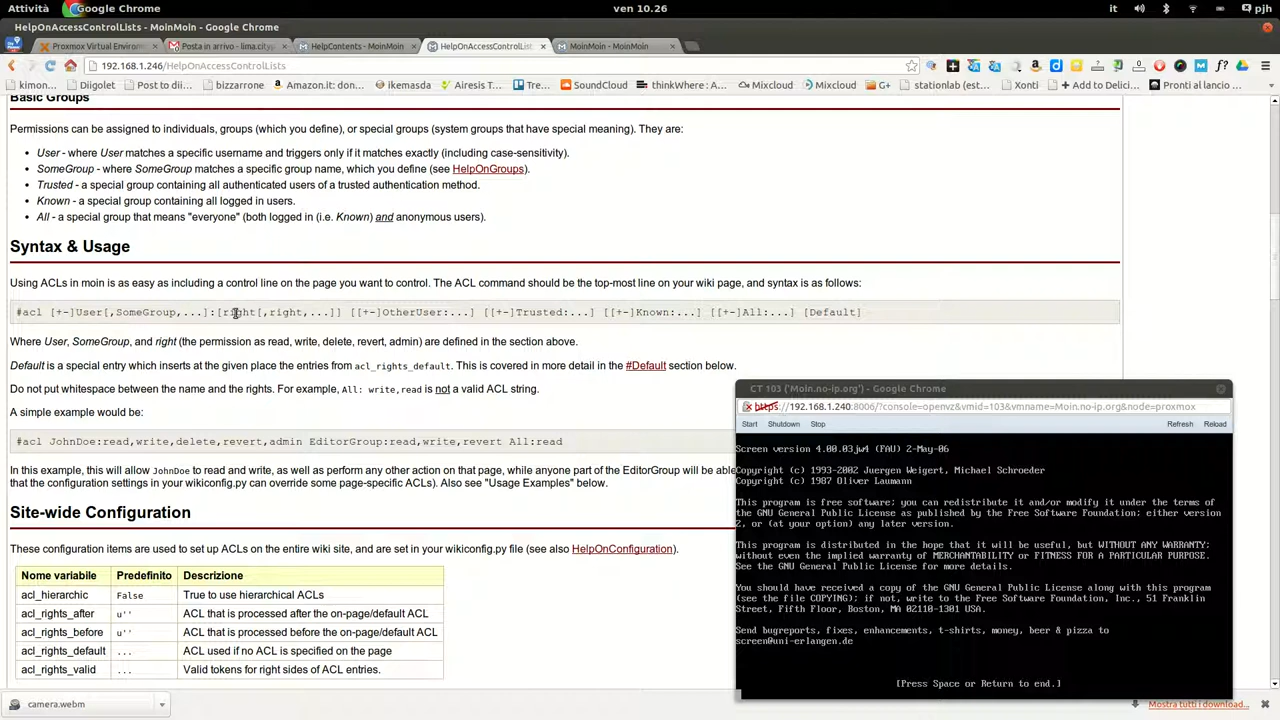 Attività
Google Chrome
ven 10.26
it
pjh
HelpOnAccessControlLists - MoinMoin - Google Chrome
Proxmox Virtual Environm
Posta in arrivo - lima.city
HelpContents - MoinMoin
HelpOnAccessControlLists
MoinMoin - MoinMoin
192.168.1.246/HelpOnAccessControlLists
kimon
Diigolet
Post to dii
bizzarrone
Amazon.it: don
ikemasda
Airesis T
Trello
SoundCloud
thinkWhere: A
Mixcloud
Mixcloud
stationlab (st
G+
Xonti
+ Add to Delici
Pronti al lancio
Basic Groups
Permissions can be assigned to individuals, groups (which you define), or special groups (system groups that have special meaning). They are:
• User - where User matches a specific username and triggers only if it matches exactly (including case-sensitivity).
• SomeGroup - where SomeGroup matches a specific group name, which you define (see HelpOnGroups).
• Trusted - a special group containing all authenticated users of a trusted authentication method.
• Known - a special group containing all logged in users.
• All - a special group that means "everyone" (both logged in (i.e. Known) and anonymous users).
Syntax & Usage
Using ACLs in moin is as easy as including a control line on the page you want to control. The ACL command should be the top-most line on your wiki page, and syntax is as follows:
#acl [+-]User[,SomeGroup,...]:[right[,right,...]] [[+-]OtherUser:...] [[+-]Trusted:...] [[+-]Known:...] [[+-]All:...] [Default]
Where User, SomeGroup, and right (the permission as read, write, delete, revert, admin) are defined in the section above.
Default is a special entry which inserts at the given place the entries from acl_rights_default. This is covered in more detail in the #Default section below.
Do not put whitespace between the name and the rights. For example, All: write,read is not a valid ACL string.
A simple example would be:
#acl JohnDoe:read,write,delete,revert,admin EditorGroup:read,write,revert All:read
In this example, this will allow JohnDoe to read and write, as well as perform any other action on that page, while anyone part of the EditorGroup will be able
that the configuration settings in your wikiconfig.py can override some page-specific ACLs). Also see "Usage Examples" below.
Site-wide Configuration
These configuration items are used to set up ACLs on the entire wiki site, and are set in your wikiconfig.py file (see also HelpOnConfiguration).
Nome variabile Predefinito Descrizione
acl_hierarchic False True to use hierarchical ACLs
acl_rights_after u'' ACL that is processed after the on-page/default ACL
acl_rights_before u'' ACL that is processed before the on-page/default ACL
acl_rights_default ... ACL used if no ACL is specified on the page
acl_rights_valid ... Valid tokens for right sides of ACL entries.
CT 103 ('Moin.no-ip.org') - Google Chrome
https://192.168.1.240:8006/?console=openvz&vmid=103&vmname=Moin.no-ip.org&node=proxmox
Start Shutdown Stop Refresh Reload
Screen version 4.00.03jw4 (FAU) 2-May-06
Copyright (c) 1993-2002 Juergen Weigert, Michael Schroeder
Copyright (c) 1987 Oliver Laumann
This program is free software; you can redistribute it and/or modify it under the terms of
the GNU General Public License as published by the Free Software Foundation; either version
2, or (at your option) any later version.
This program is distributed in the hope that it will be useful, but WITHOUT ANY WARRANTY;
without even the implied warranty of MERCHANTABILITY or FITNESS FOR A PARTICULAR PURPOSE.
See the GNU General Public License for more details.
You should have received a copy of the GNU General Public License along with this program
(see the file COPYING); if not, write to the Free Software Foundation, Inc., 51 Franklin
Street, Fifth Floor, Boston, MA 02110-1301 USA.
Send bugreports, fixes, enhancements, t-shirts, money, beer & pizza to
screen@uni-erlangen.de
[Press Space or Return to end.]
camera.webm
Mostra tutti i download...